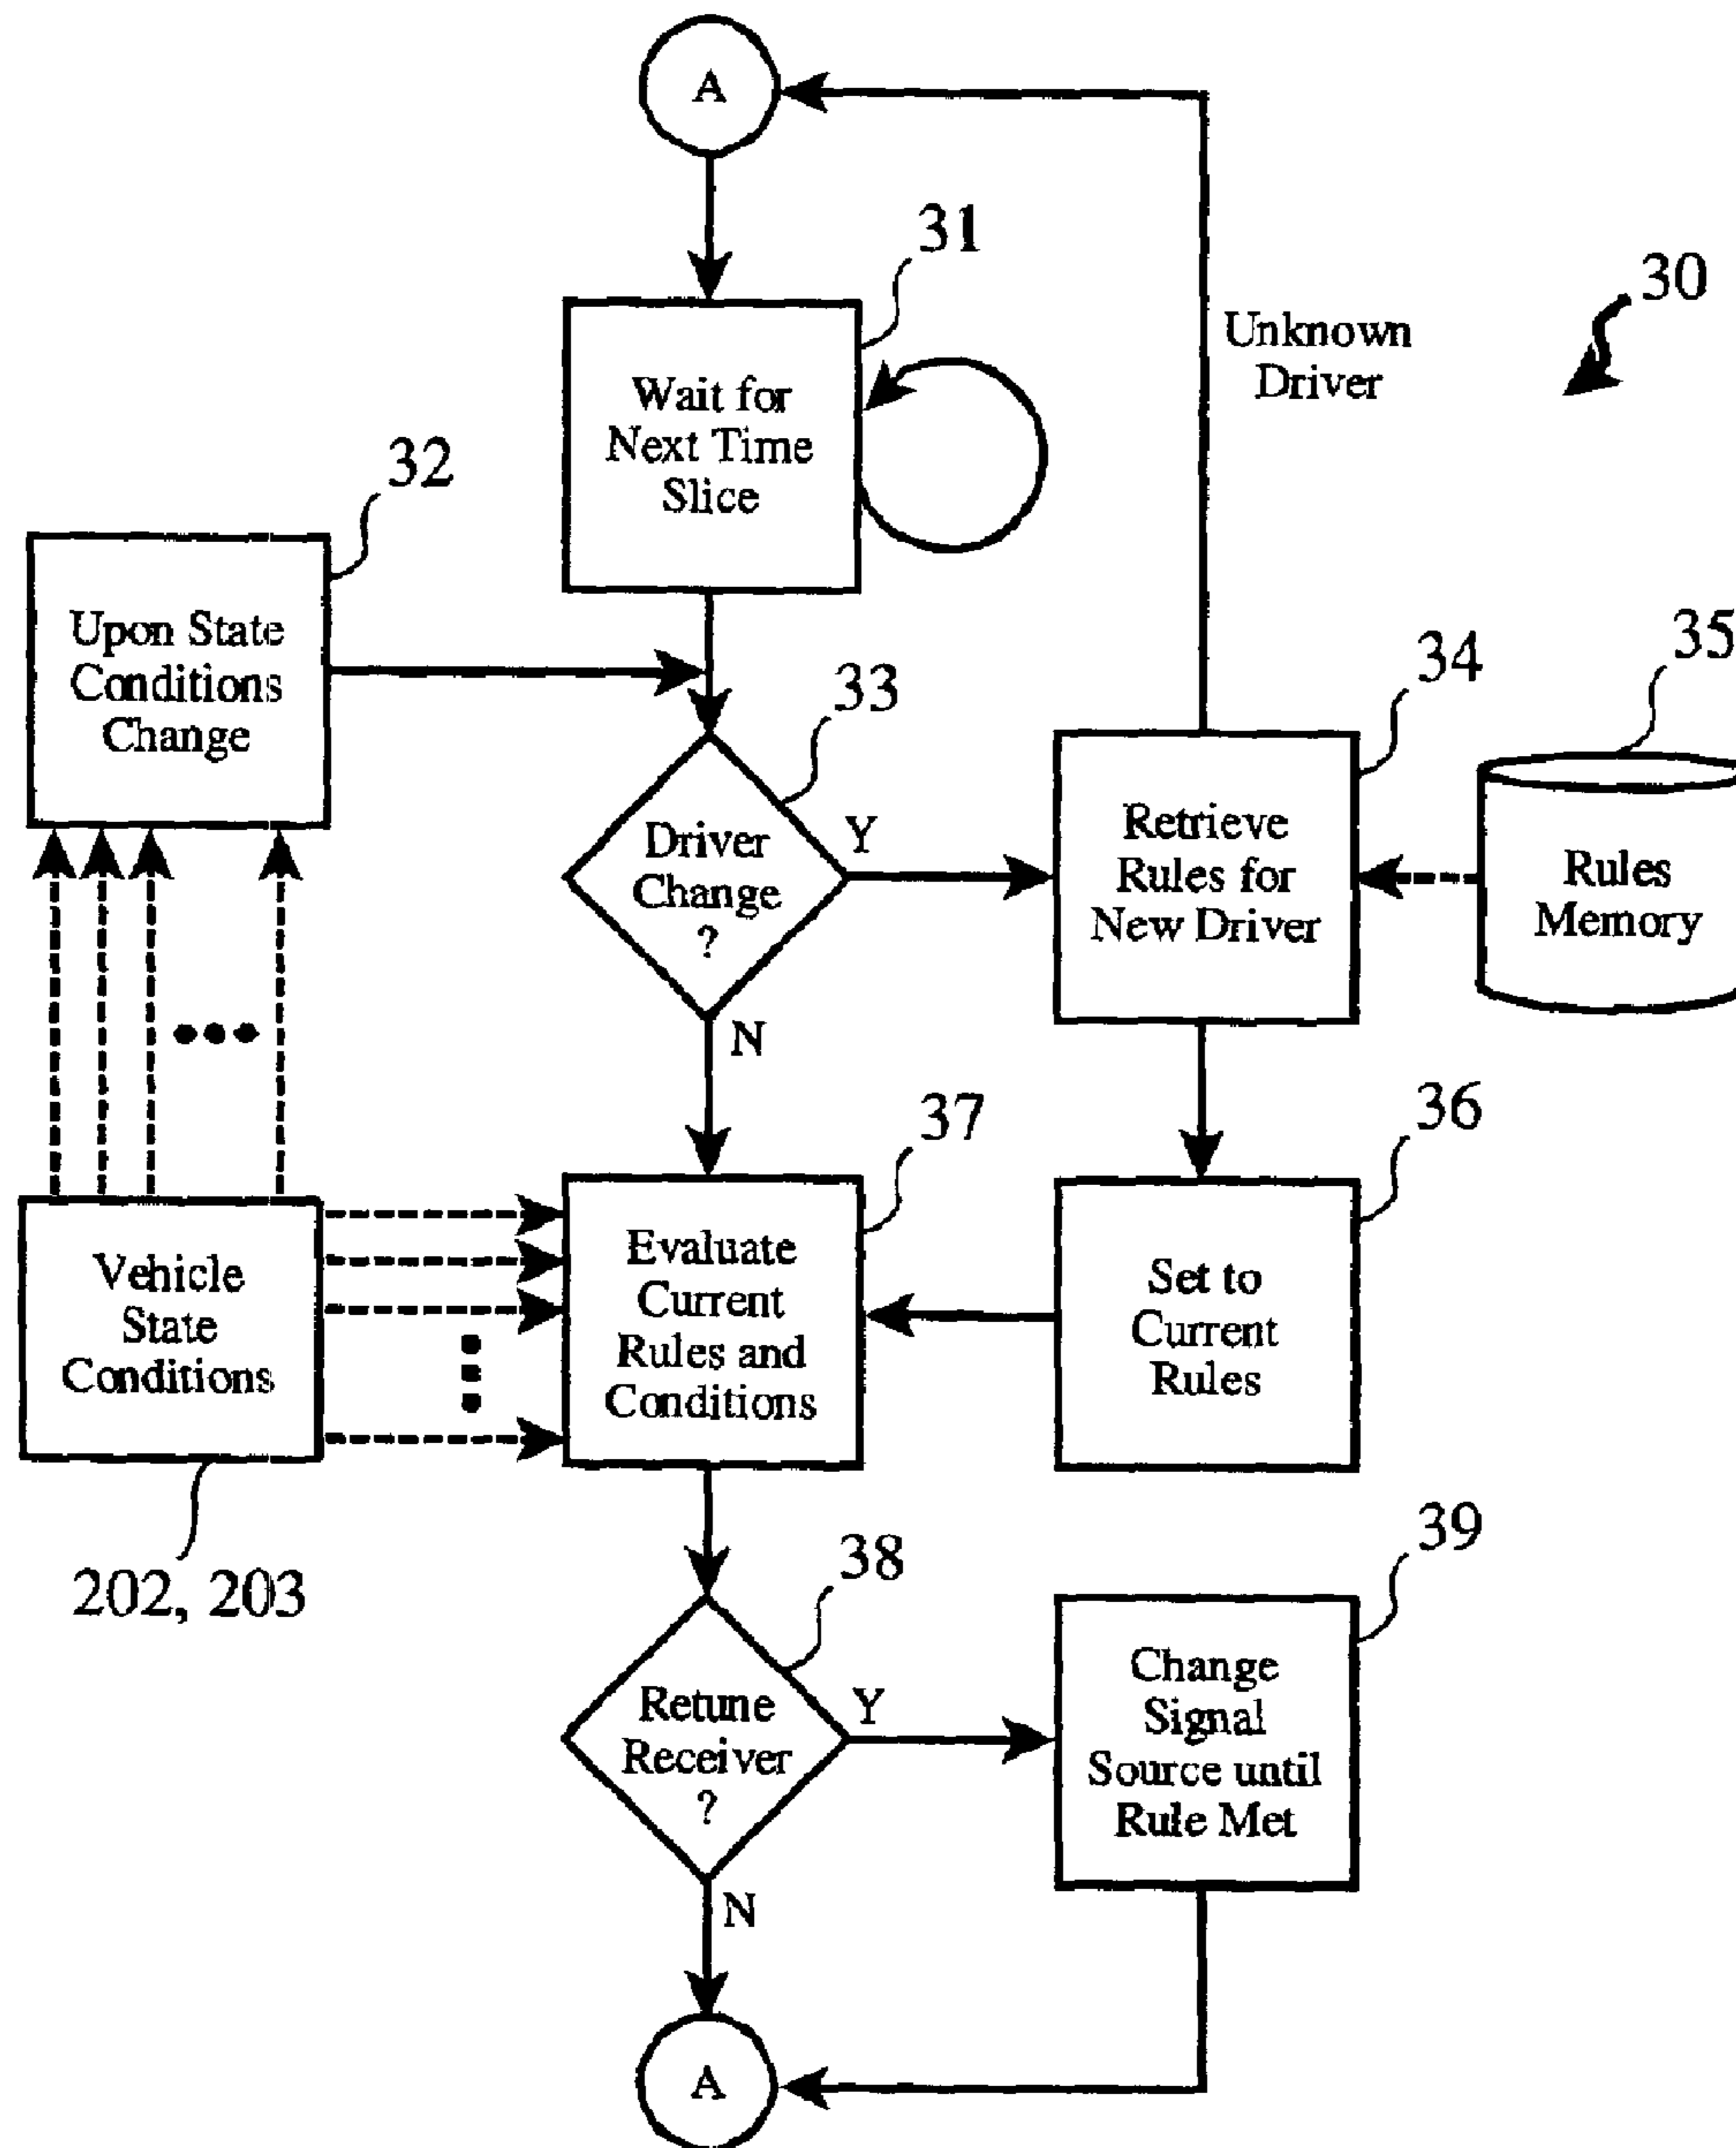 A
31
30
Unknown
Driver
Wait for
Next Time
Slice
32
Upon State
Conditions
Change
33
34
35
Driver
Change
?
Y
N
Retrieve
Rules for
New Driver
Rules
Memory
37
36
Vehicle
State
Conditions
Evaluate
Current
Rules and
Conditions
Set to
Current
Rules
202, 203
38
39
Retune
Receiver
?
Y
N
Change
Signal
Source until
Rule Met
A